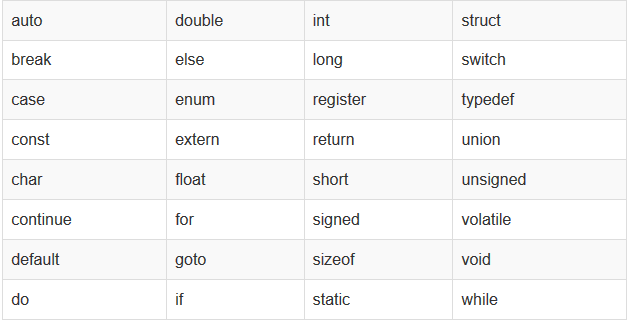 auto double int struct
break else long switch
case enum register typedef
const extern return union
char float short unsigned
continue for signed volatile
default goto sizeof void
do if static while